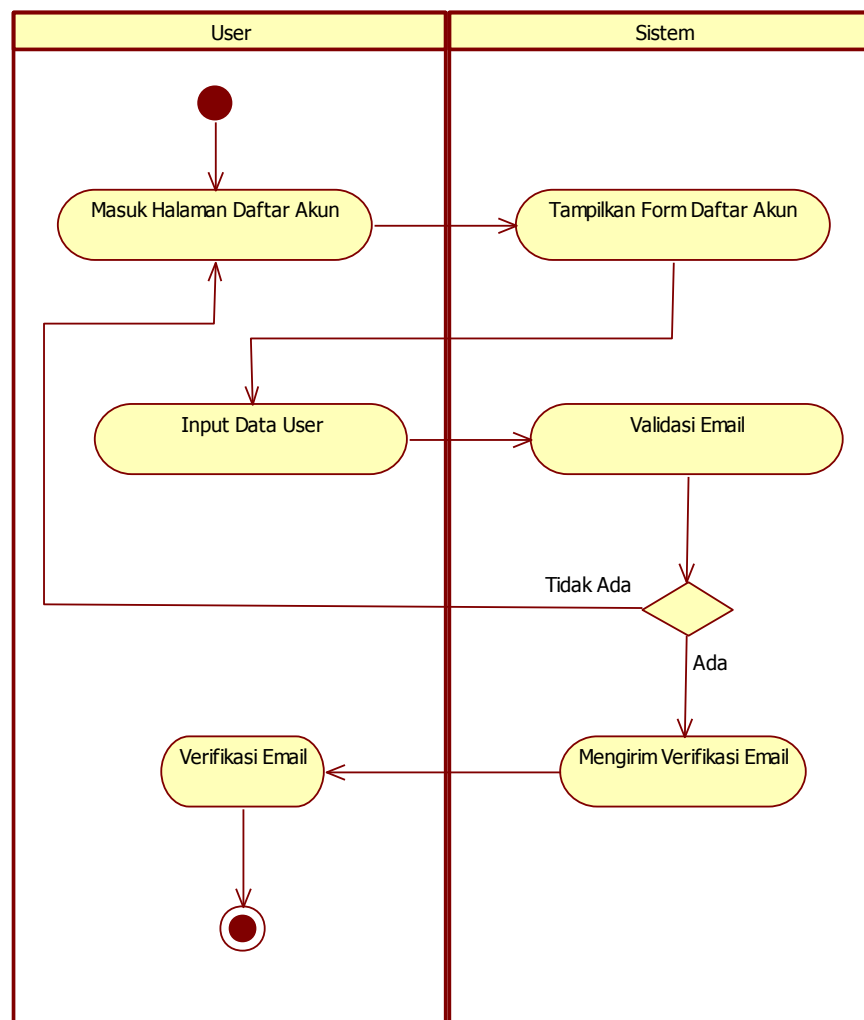 User
Sistem
Masuk Halaman Daftar Akun
Tampilkan Form Daftar Akun
Input Data User
Validasi Email
Tidak Ada
Ada
Verifikasi Email
Mengirim Verifikasi Email